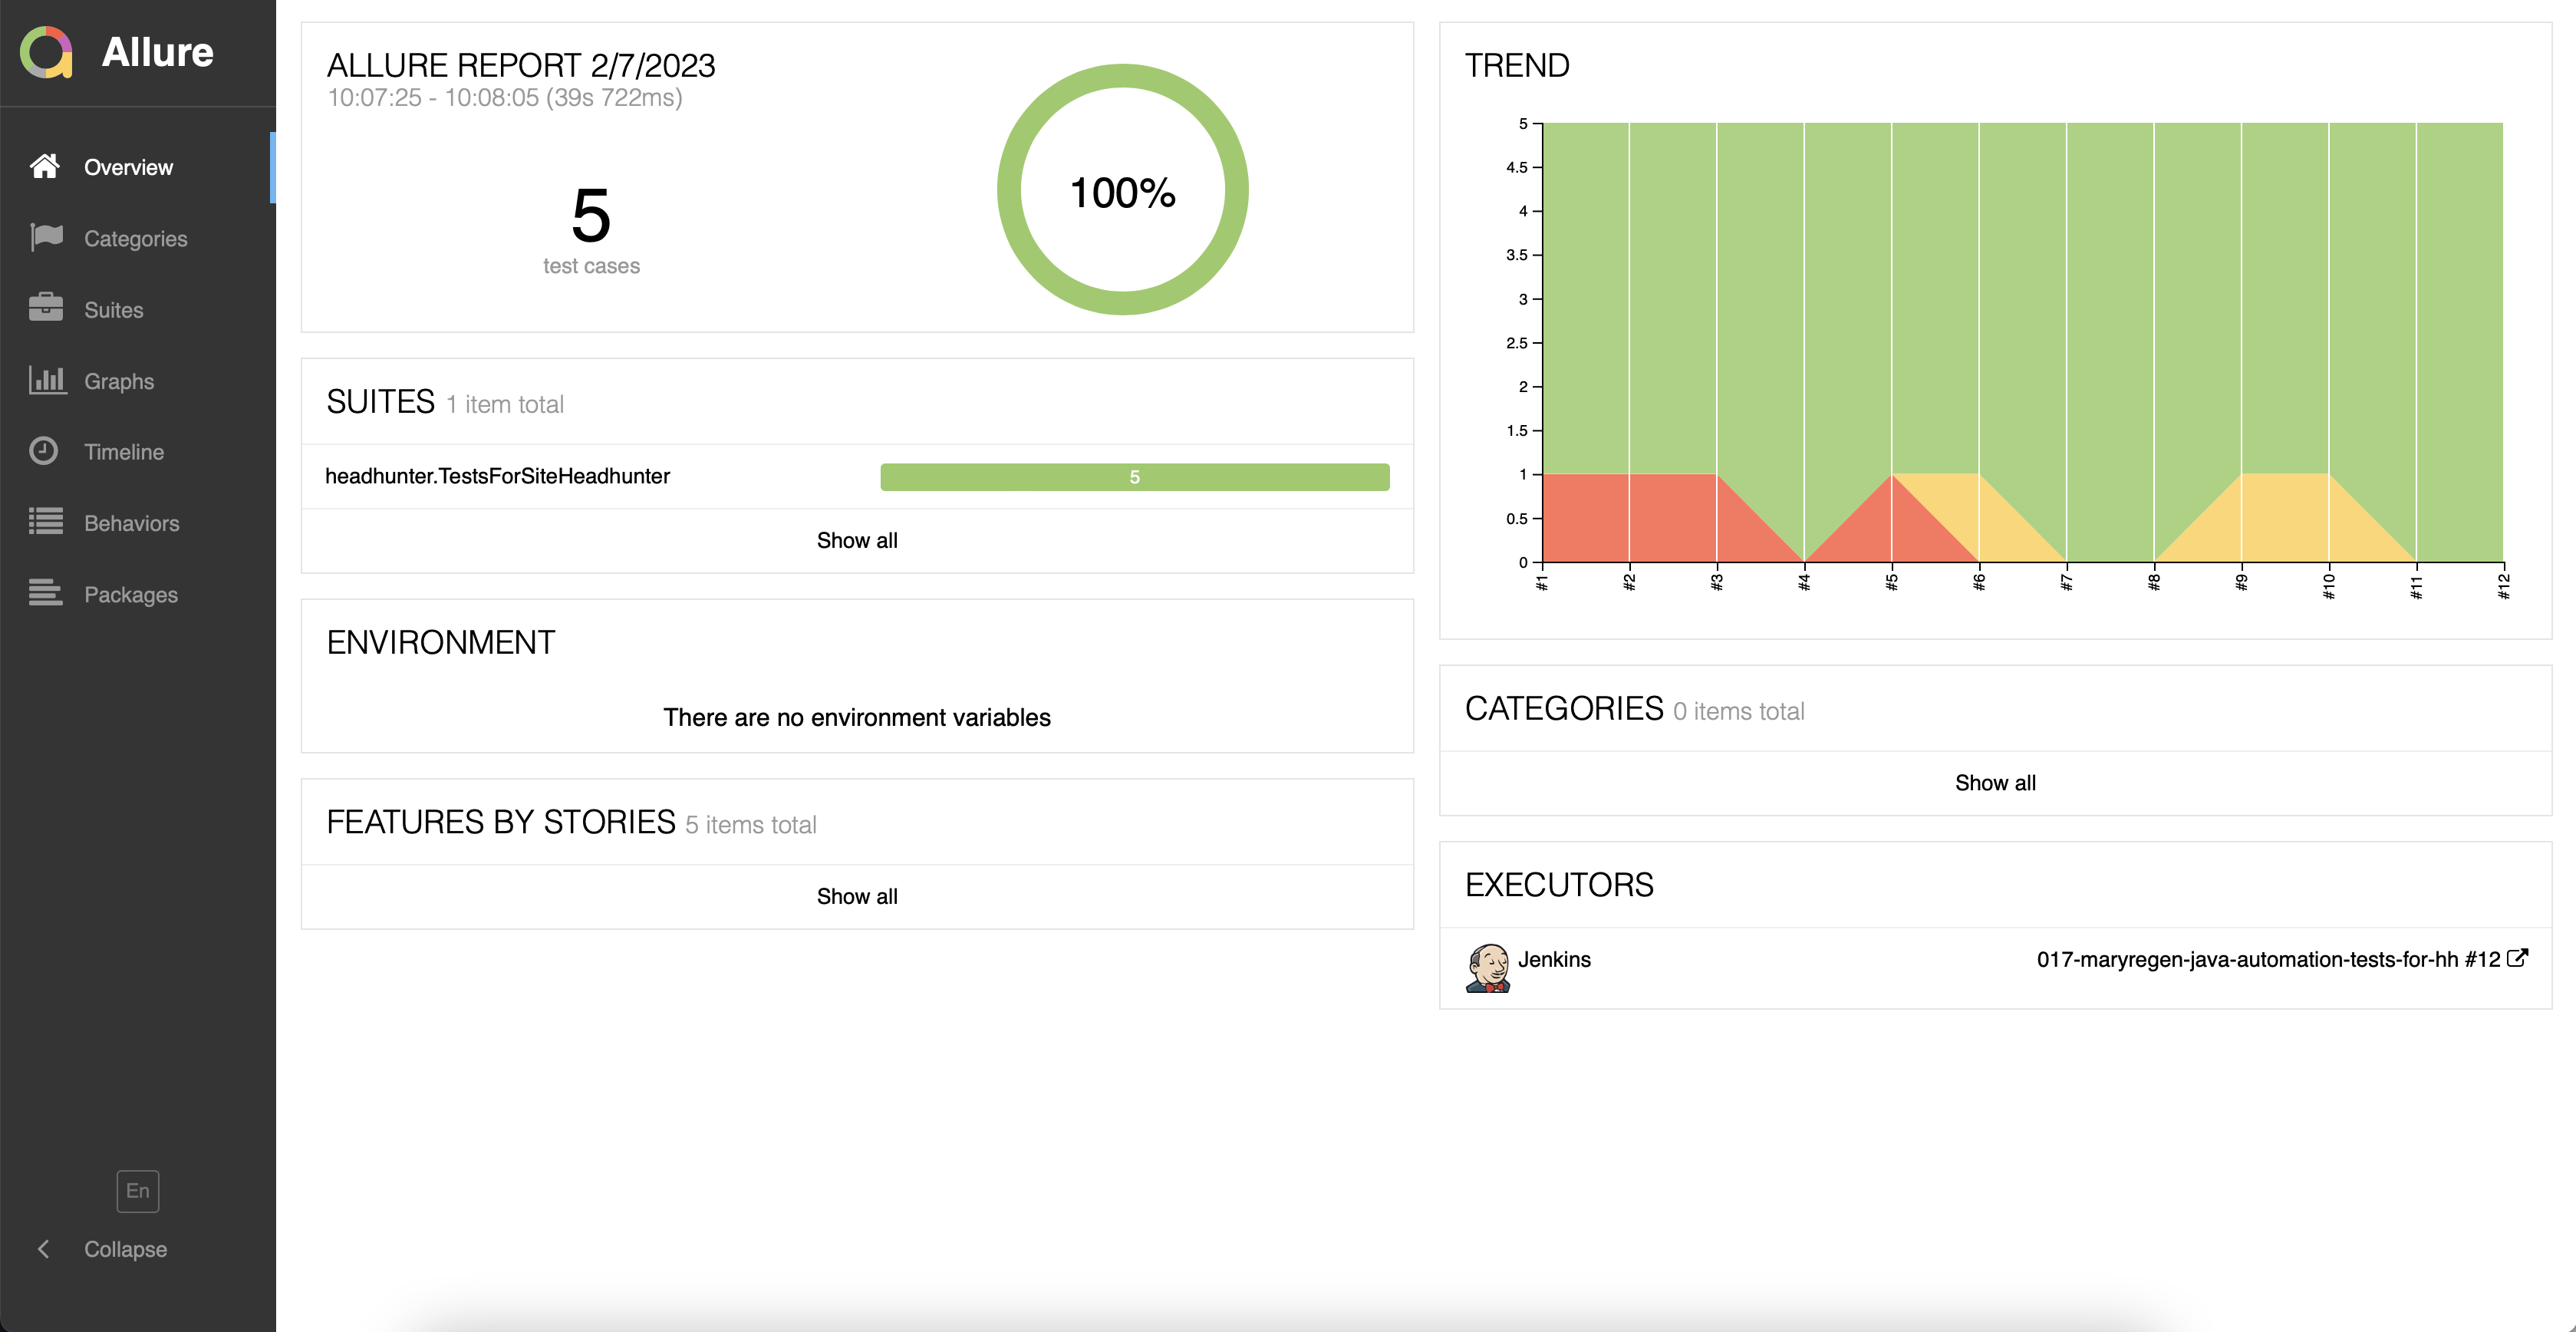 Allure
Overview
Categories
Suites
Graphs
Timeline
Behaviors
Packages
En
Collapse
ALLURE REPORT 2/7/2023
10:07:25 - 10:08:05 (39s 722ms)
5
test cases
100%
SUITES 1 item total
headhunter.TestsForSiteHeadhunter 5
Show all
ENVIRONMENT
There are no environment variables
FEATURES BY STORIES 5 items total
Show all
TREND
5
4.5
4
3.5
3
2.5
2
1.5
1
0.5
0
#1 #2 #3 #4 #5 #6 #7 #8 #9 #10 #11 #12
CATEGORIES 0 items total
Show all
EXECUTORS
Jenkins 017-maryregen-java-automation-tests-for-hh #12